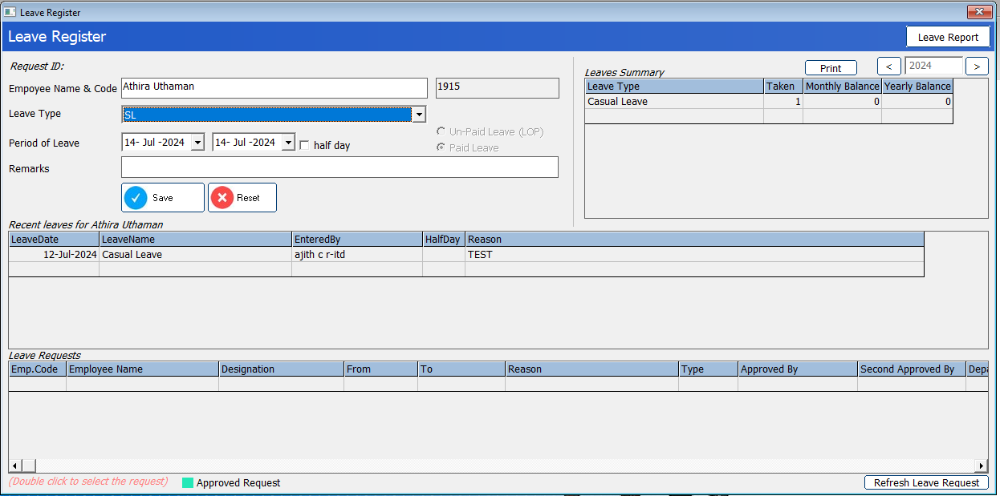 Leave Register
Leave Register
Leave Report
Request ID:
Empoyee Name & Code Athira Uthaman 1915
Leave Type SL
Period of Leave 14- Jul -2024 14- Jul -2024 half day
Un-Paid Leave (LOP)
Paid Leave
Remarks
Save Reset
Leaves Summary Print < 2024 >
Leave Type Taken Monthly Balance Yearly Balance
Casual Leave 1 0 0
Recent leaves for Athira Uthaman
LeaveDate LeaveName EnteredBy HalfDay Reason
12-Jul-2024 Casual Leave ajith c r-itd TEST
Leave Requests
Emp.Code Employee Name Designation From To Reason Type Approved By Second Approved By Depa
(Double click to select the request) Approved Request Refresh Leave Request